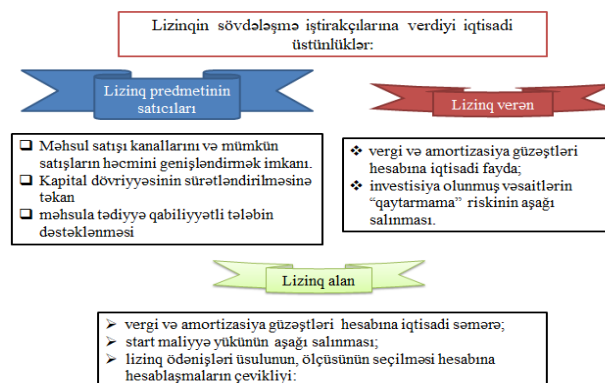 Lizinqin sövdələşmə iştirakçılarına verdiyi iqtisadi
üstünlüklər:
Lizinq predmetinin
satıcıları
Lizinq verən
Məhsul satışı kanallarını və mümkün
satışların həcmini genişləndirmək imkanı.
Kapital dövriyyəsinin sürətləndirilməsinə
təkan
məhsula tədiyyə qabiliyyətli tələbin
dəstəklənməsi
vergi və amortizasiya güzəştləri
hesabına iqtisadi fayda;
investisiya olunmuş vəsaitlərin
“qaytarmama” riskinin aşağı
salınması.
Lizinq alan
vergi və amortizasiya güzəştləri hesabına iqtisadi səmərə;
start maliyyə yükünün aşağı salınması;
lizinq ödənişləri üsulunun, ölçüsünün seçilməsi hesabına
hesablaşmaların çevikliyi: